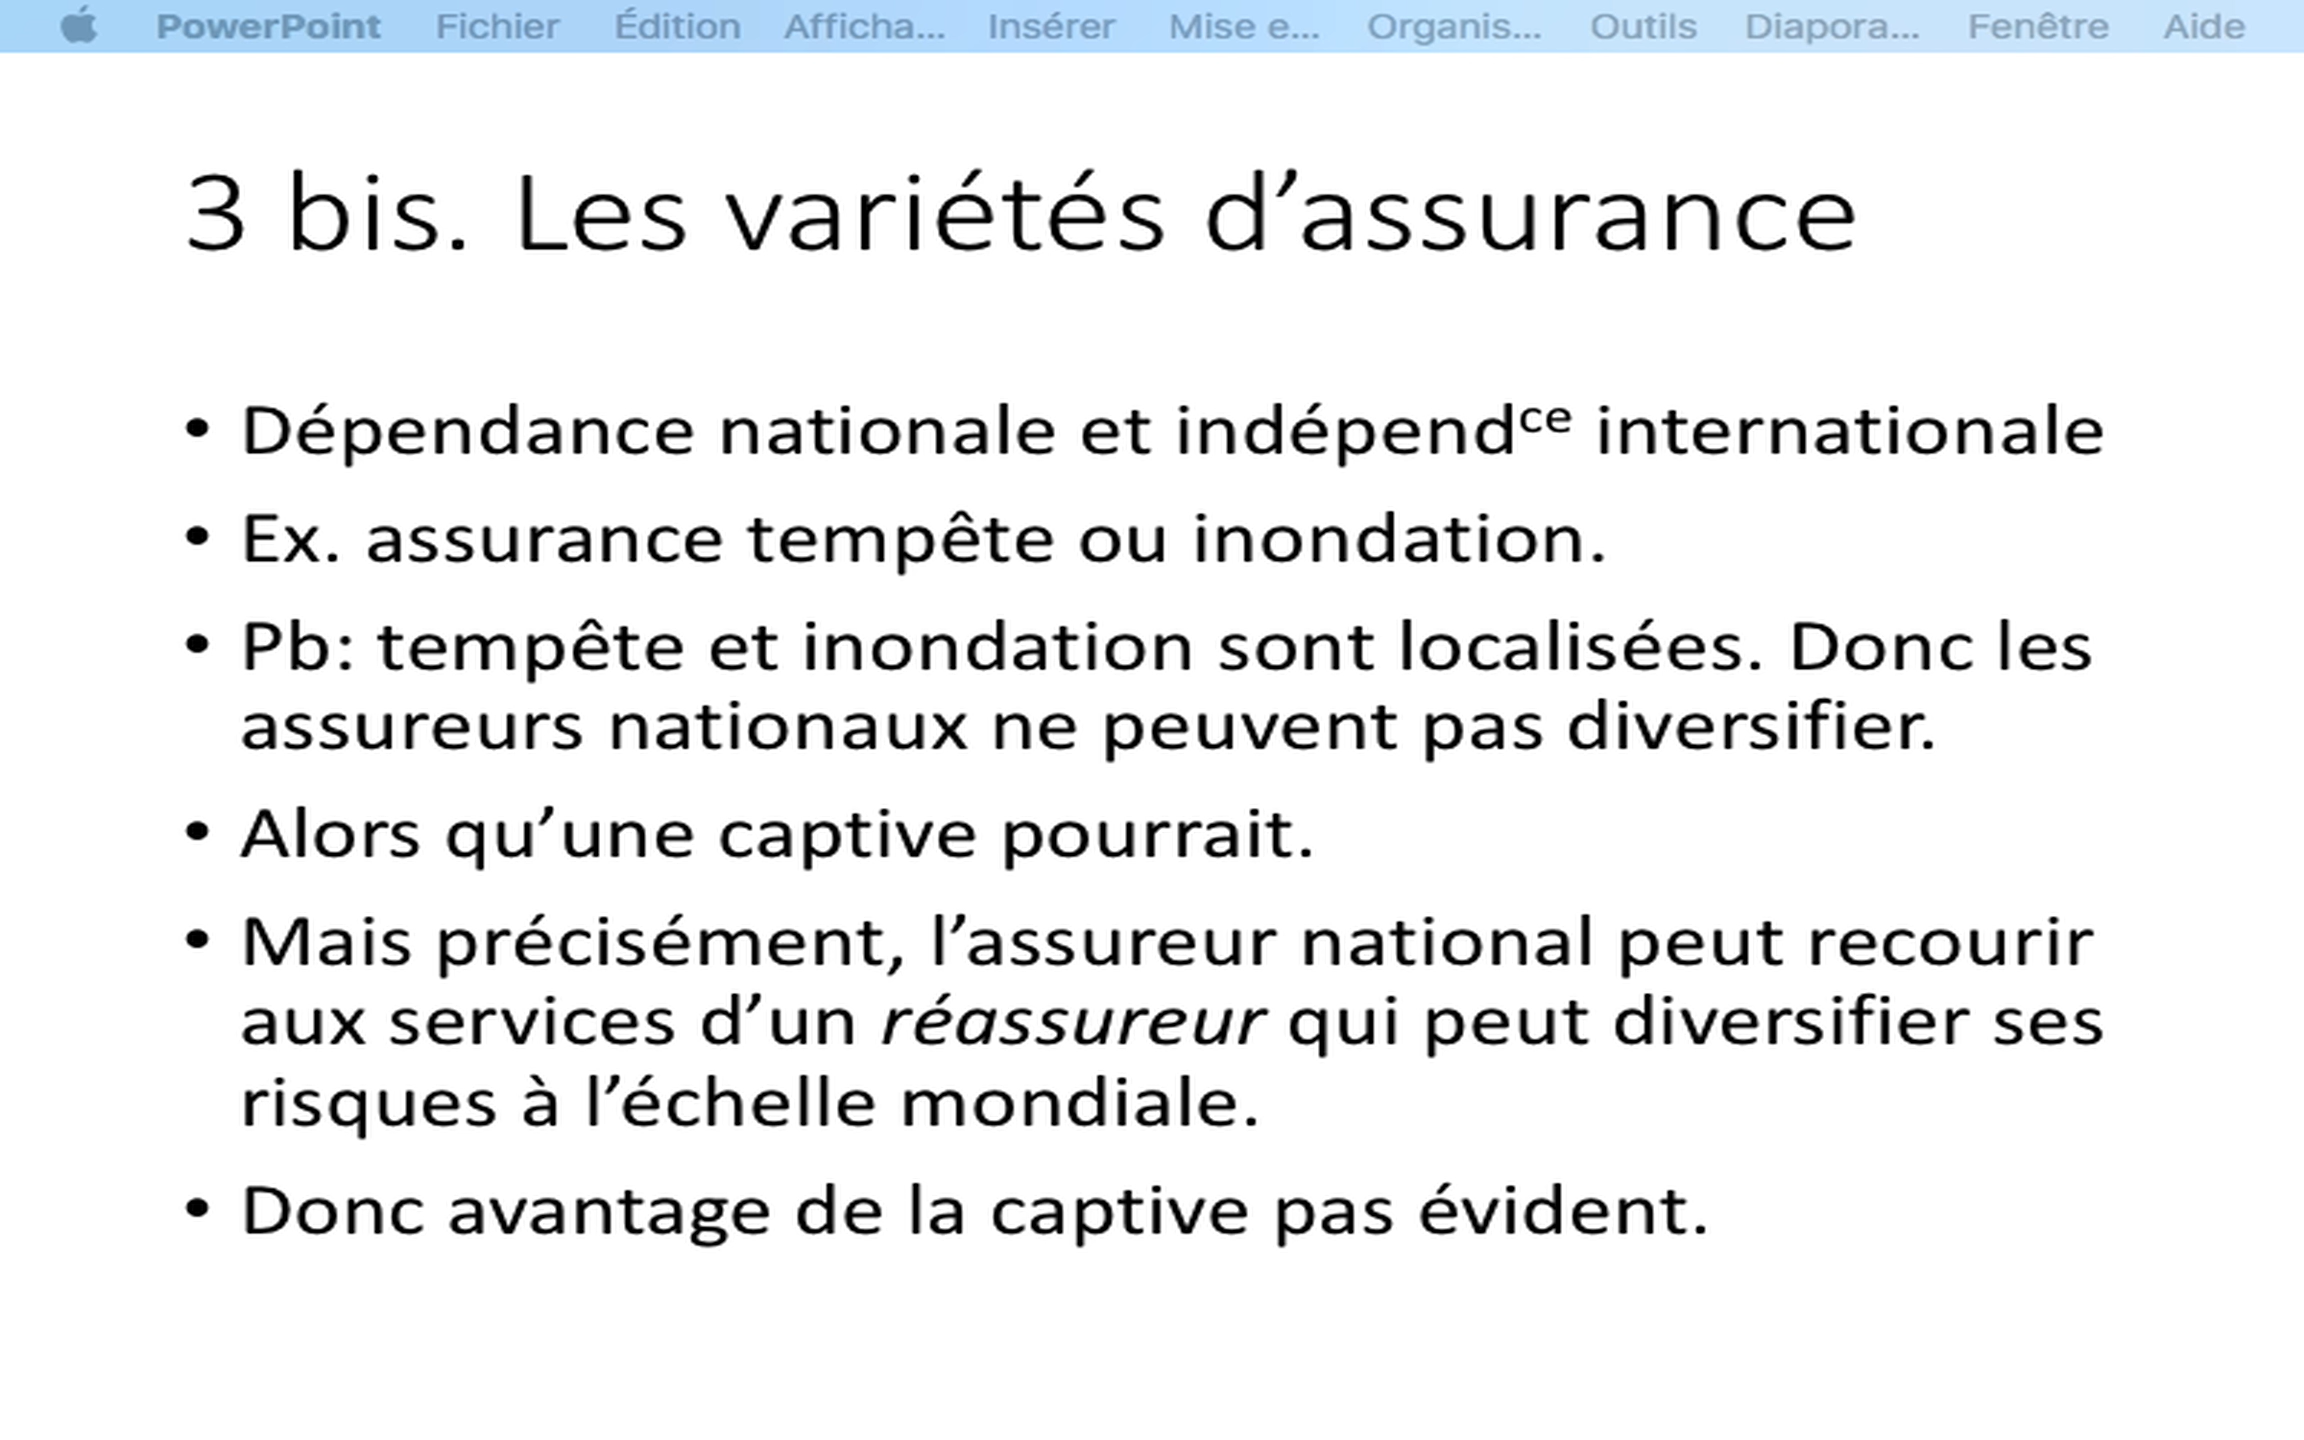 PowerPoint Fichier Édition Afficha... Insérer Mise e... Organis... Outils Diapora... Fenêtre Aide
3 bis. Les variétés d’assurance
• Dépendance nationale et indépendᶜᵉ internationale
• Ex. assurance tempête ou inondation.
• Pb: tempête et inondation sont localisées. Donc les
assureurs nationaux ne peuvent pas diversifier.
• Alors qu’une captive pourrait.
• Mais précisément, l’assureur national peut recourir
aux services d’un réassureur qui peut diversifier ses
risques à l’échelle mondiale.
• Donc avantage de la captive pas évident.